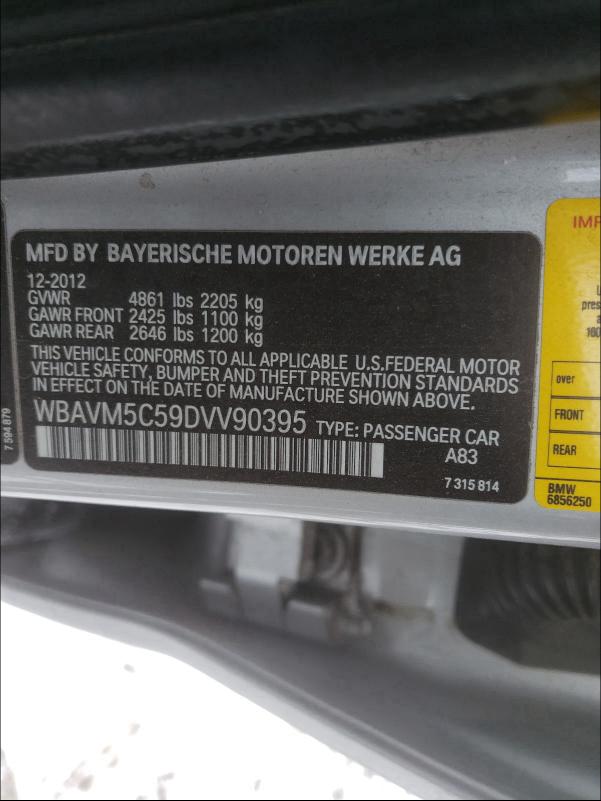 MFD BY BAYERISCHE MOTOREN WERKE AG
12-2012
GVWR 4861 lbs 2205 kg
GAWR FRONT 2425 lbs 1100 kg
GAWR REAR 2646 lbs 1200 kg
THIS VEHICLE CONFORMS TO ALL APPLICABLE U.S.FEDERAL MOTOR
VEHICLE SAFETY, BUMPER AND THEFT PREVENTION STANDARDS
IN EFFECT ON THE DATE OF MANUFACTURE SHOWN ABOVE.
WBAVM5C59DVV90395 TYPE: PASSENGER CAR
A83
7 315 814
7 594 879
IMP
over
FRONT
REAR
BMW
6856250